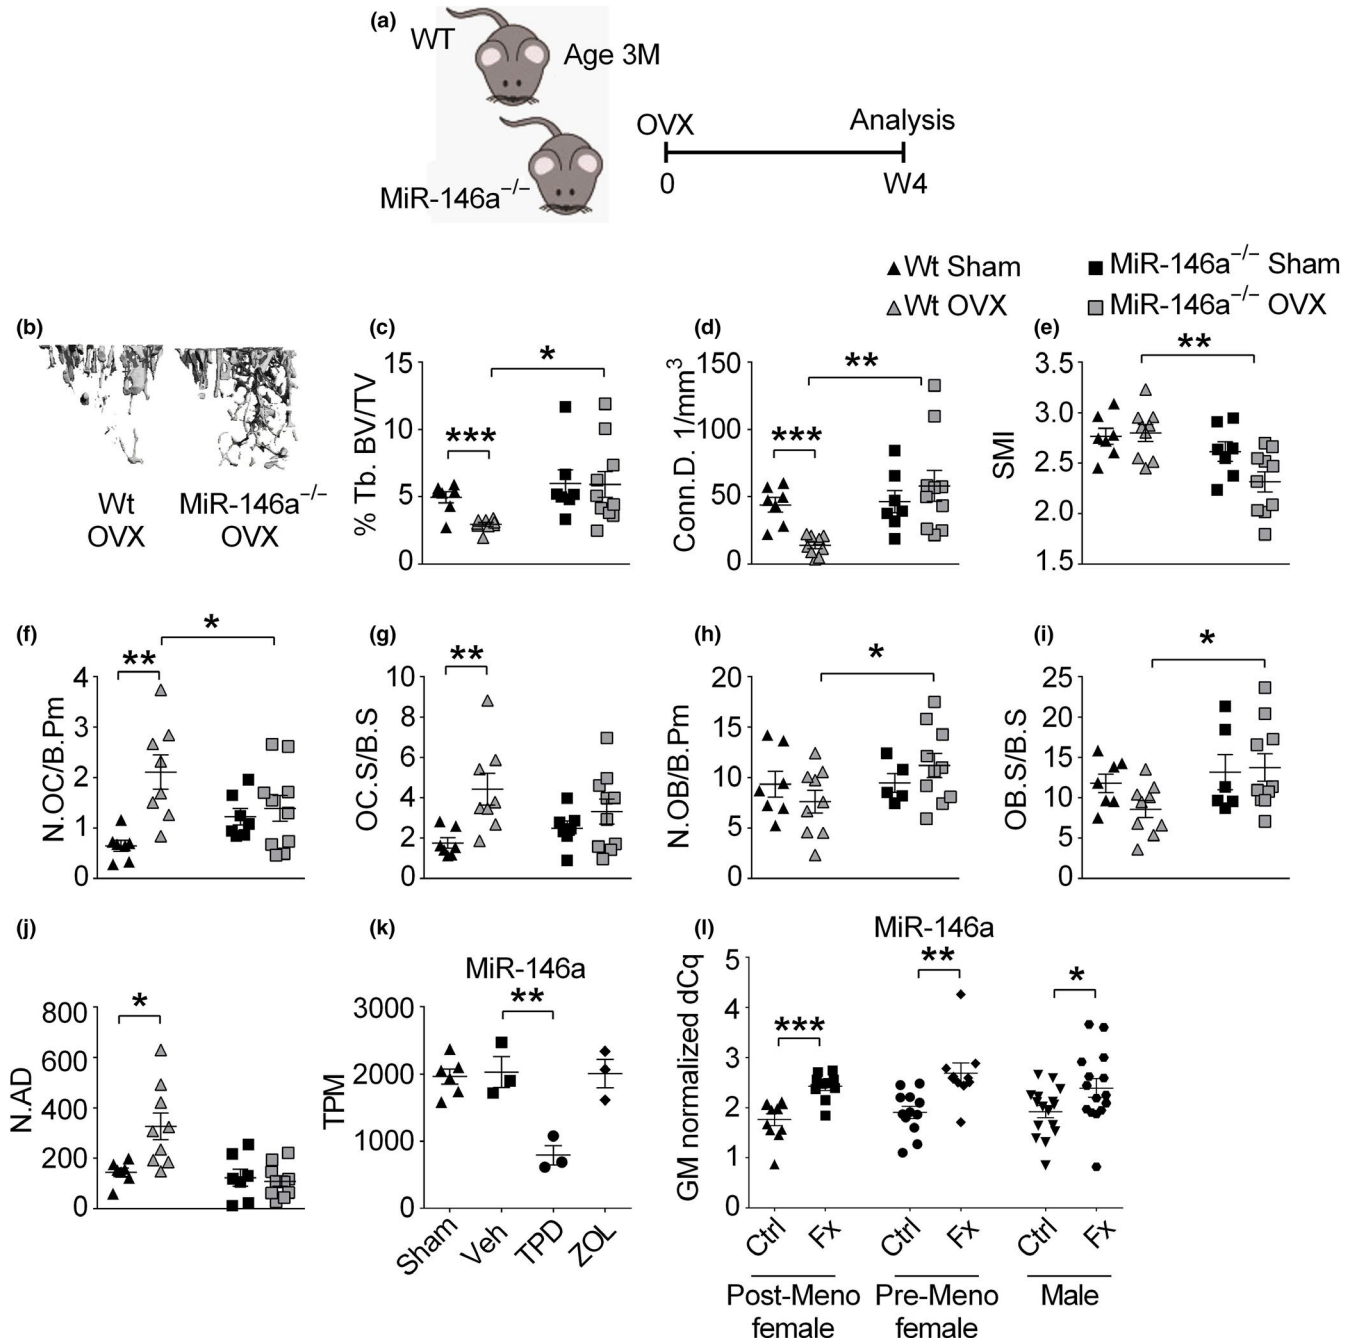 (a)
WT
Age 3M
MiR-146a−/−
OVX
Analysis
0
W4
Wt Sham
MiR-146a−/− Sham
Wt OVX
MiR-146a−/− OVX
(b)
Wt
OVX
MiR-146a−/−
OVX
(c)
% Tb. BV/TV
15
10
5
0
***
*
(d)
Conn.D. 1/mm3
150
100
50
0
***
**
(e)
SMI
3.5
3.0
2.5
2.0
1.5
**
(f)
N.OC/B.Pm
4
3
2
1
0
**
*
(g)
OC.S/B.S
10
8
6
4
2
0
**
(h)
N.OB/B.Pm
20
15
10
5
0
*
(i)
OB.S/B.S
25
20
15
10
5
0
*
(j)
N.AD
800
600
400
200
0
*
(k)
MiR-146a
TPM
3000
2000
1000
0
**
Sham
Veh
TPD
ZOL
(l)
MiR-146a
GM normalized dCq
5
4
3
2
1
0
***
**
*
Ctrl
Fx
Ctrl
Fx
Ctrl
Fx
Post-Meno
female
Pre-Meno
female
Male